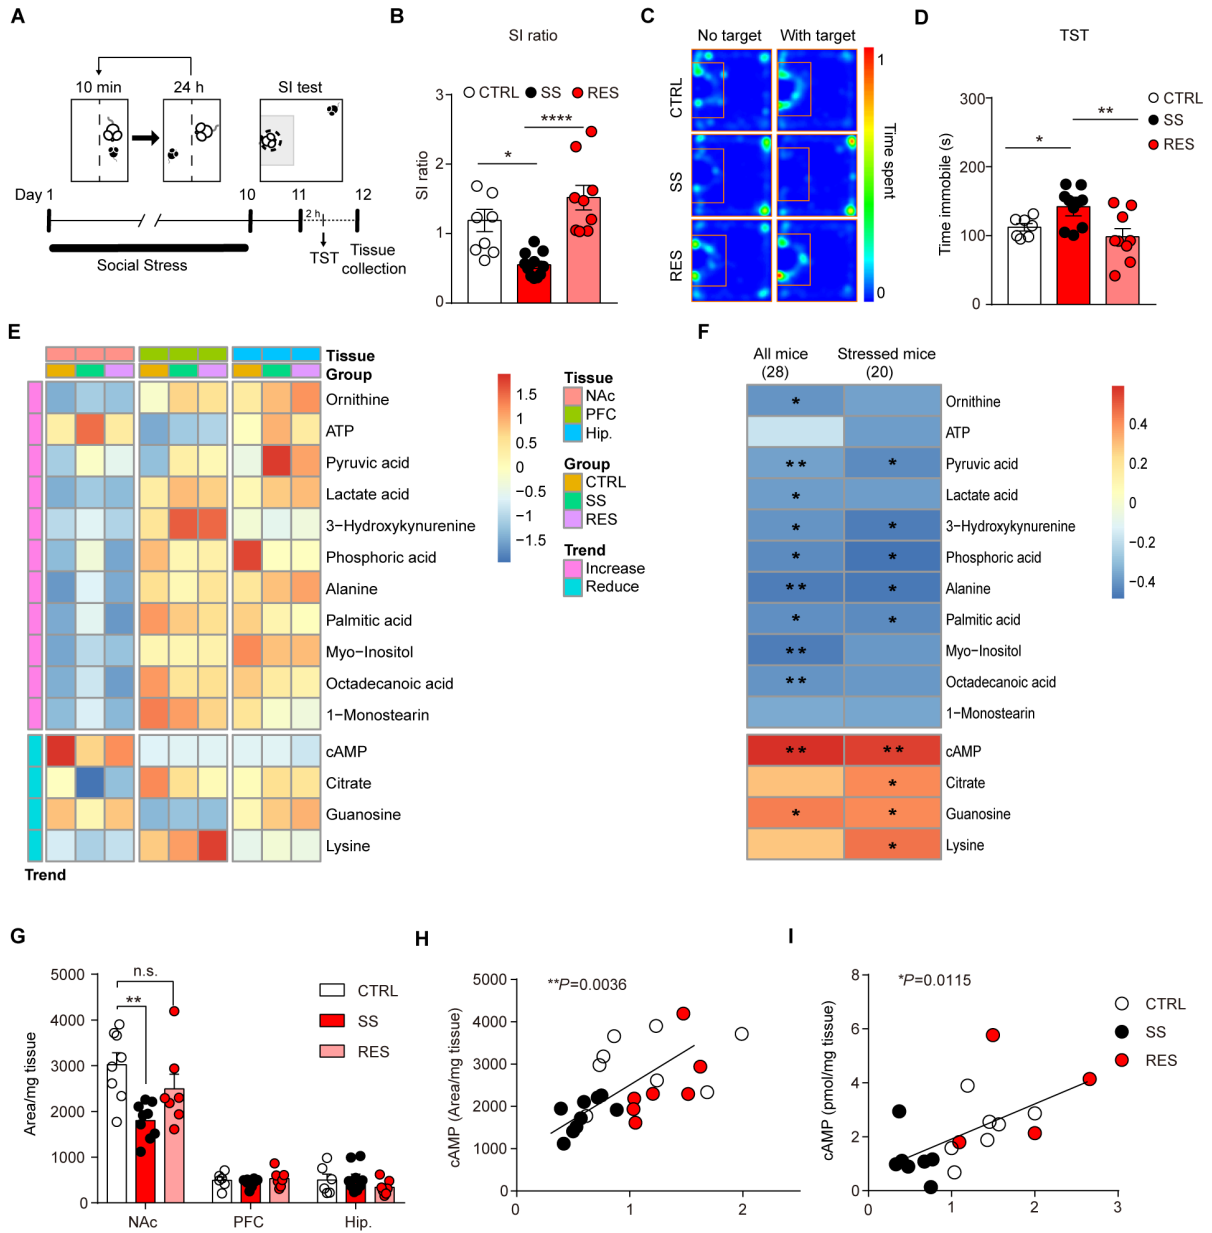 A
10 min
24 h
SI test
Day 1
10
11
12
2 h
TST
Tissue
collection
Social Stress
B
SI ratio
CTRL SS RES
****
*
SI ratio
3
2
1
0
C
No target
With target
CTRL
SS
RES
1
Time spent
0
D
TST
CTRL
SS
RES
**
*
Time immobile (s)
300
200
100
0
E
Tissue
Group
Ornithine
ATP
Pyruvic acid
Lactate acid
3−Hydroxykynurenine
Phosphoric acid
Alanine
Palmitic acid
Myo−Inositol
Octadecanoic acid
1−Monostearin
cAMP
Citrate
Guanosine
Lysine
Trend
1.5
1
0.5
0
−0.5
−1
−1.5
Tissue
NAc
PFC
Hip.
Group
CTRL
SS
RES
Trend
Increase
Reduce
F
All mice
(28)
Stressed mice
(20)
* Ornithine
ATP
** * Pyruvic acid
* Lactate acid
* * 3−Hydroxykynurenine
* * Phosphoric acid
** * Alanine
* * Palmitic acid
** Myo−Inositol
** Octadecanoic acid
1−Monostearin
** ** cAMP
* Citrate
* * Guanosine
* Lysine
0.4
0.2
0
−0.2
−0.4
G
n.s.
**
CTRL
SS
RES
Area/mg tissue
5000
4000
3000
2000
1000
0
NAc
PFC
Hip.
H
**P=0.0036
cAMP (Area/mg tissue)
5000
4000
3000
2000
1000
0
0
1
2
I
*P=0.0115
CTRL
SS
RES
cAMP (pmol/mg tissue)
8
6
4
2
0
0
1
2
3